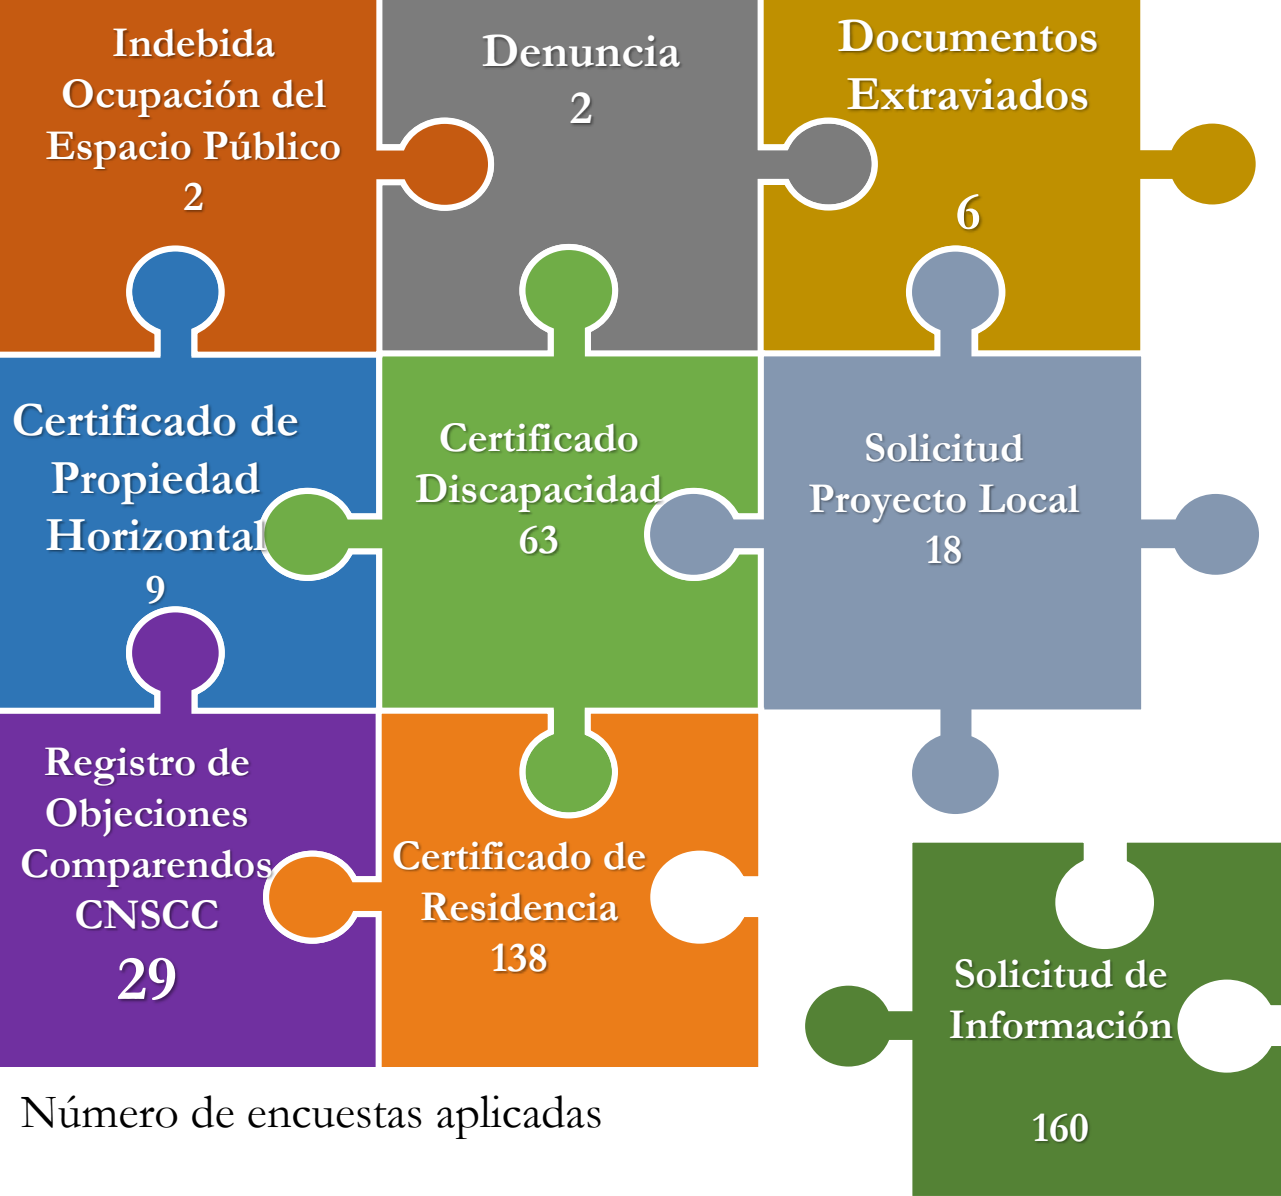 Indebida
Ocupación del
Espacio Público
2
Denuncia
2
Documentos
Extraviados
6
Certificado de
Propiedad
Horizontal
9
Certificado
Discapacidad
63
Solicitud
Proyecto Local
18
Registro de
Objeciones
Comparendos
CNSCC
29
Certificado de
Residencia
138
Solicitud de
Información
160
Número de encuestas aplicadas